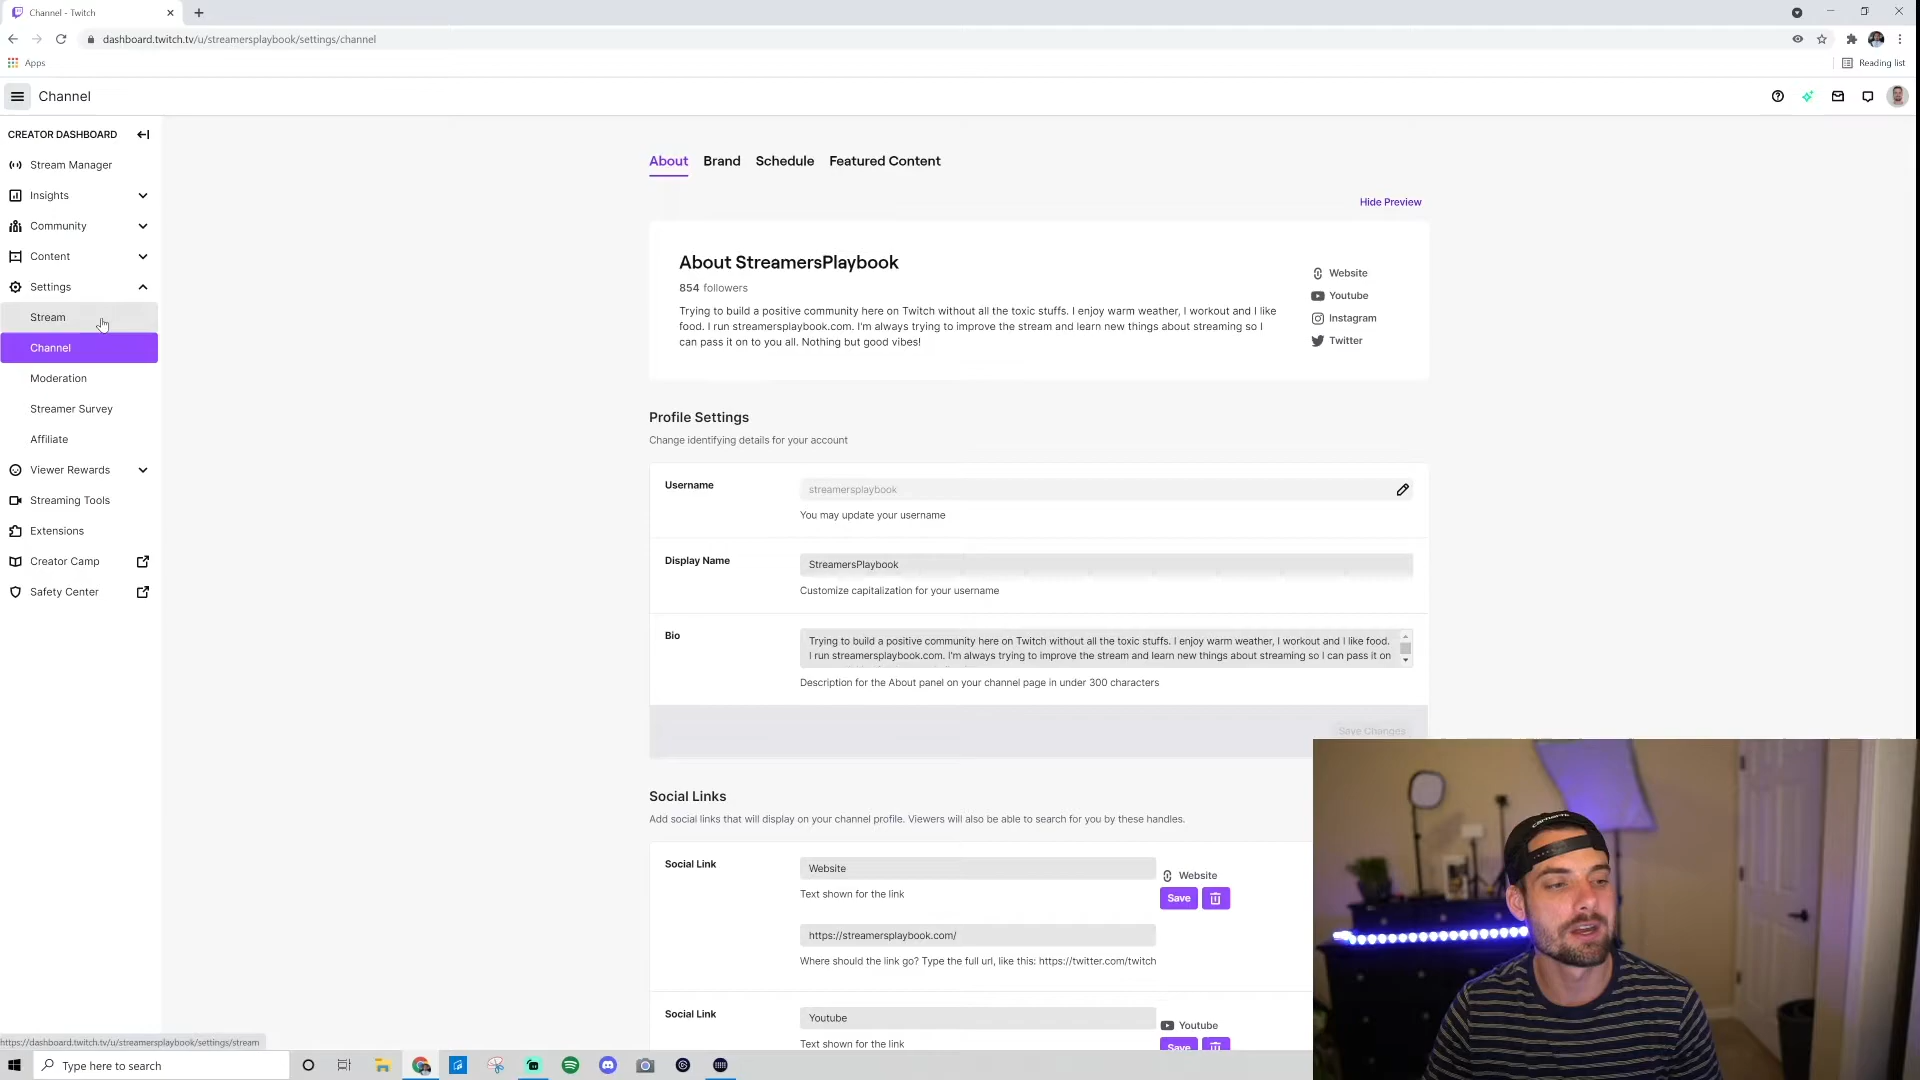 Channel - Twitch
dashboard.twitch.tv/u/streamersplaybook/settings/channel
Apps
Reading list
Channel
CREATOR DASHBOARD
Stream Manager
Insights
Community
Content
Settings
Stream
Channel
Moderation
Streamer Survey
Affiliate
Viewer Rewards
Streaming Tools
Extensions
Creator Camp
Safety Center
About Brand Schedule Featured Content
Hide Preview
About StreamersPlaybook
854 followers
Trying to build a positive community here on Twitch without all the toxic stuffs. I enjoy warm weather, I workout and I like
food. I run streamersplaybook.com. I'm always trying to improve the stream and learn new things about streaming so I
can pass it on to you all. Nothing but good vibes!
Website
Youtube
Instagram
Twitter
Profile Settings
Change identifying details for your account
Username
streamersplaybook
You may update your username
Display Name
StreamersPlaybook
Customize capitalization for your username
Bio
Trying to build a positive community here on Twitch without all the toxic stuffs. I enjoy warm weather, I workout and I like food.
I run streamersplaybook.com. I'm always trying to improve the stream and learn new things about streaming so I can pass it on
Description for the About panel on your channel page in under 300 characters
Save Changes
Social Links
Add social links that will display on your channel profile. Viewers will also be able to search for you by these handles.
Social Link
Website
Text shown for the link
Website
Save
https://streamersplaybook.com/
Where should the link go? Type the full url, like this: https://twitter.com/twitch
Social Link
Youtube
Text shown for the link
Youtube
Save
https://dashboard.twitch.tv/u/streamersplaybook/settings/stream
Type here to search
carhartt